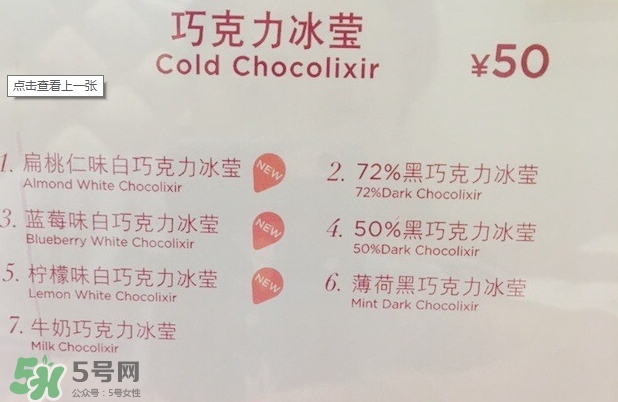 巧克力冰莹
Cold Chocolixir
¥50
点击查看上一张
1. 扁桃仁味白巧克力冰莹
Almond White Chocolixir
NEW
2. 72%黑巧克力冰莹
72%Dark Chocolixir
3. 蓝莓味白巧克力冰莹
Blueberry White Chocolixir
NEW
4. 50%黑巧克力冰莹
50%Dark Chocolixir
5. 柠檬味白巧克力冰莹
Lemon White Chocolixir
NEW
6. 薄荷黑巧克力冰莹
Mint Dark Chocolixir
7. 牛奶巧克力冰莹
Milk Chocolixir
5H 5号网
公众号：5号女性